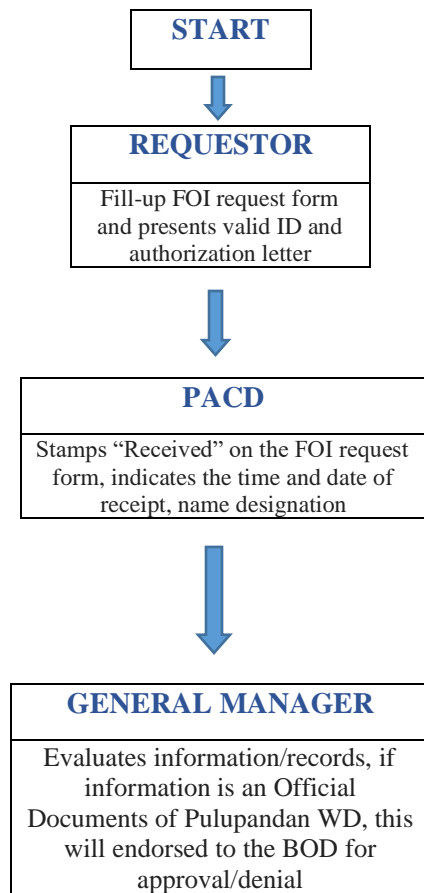 START
REQUESTOR
Fill-up FOI request form
and presents valid ID and
authorization letter
PACD
Stamps “Received” on the FOI request
form, indicates the time and date of
receipt, name designation
GENERAL MANAGER
Evaluates information/records, if
information is an Official
Documents of Pulupandan WD, this
will endorsed to the BOD for
approval/denial